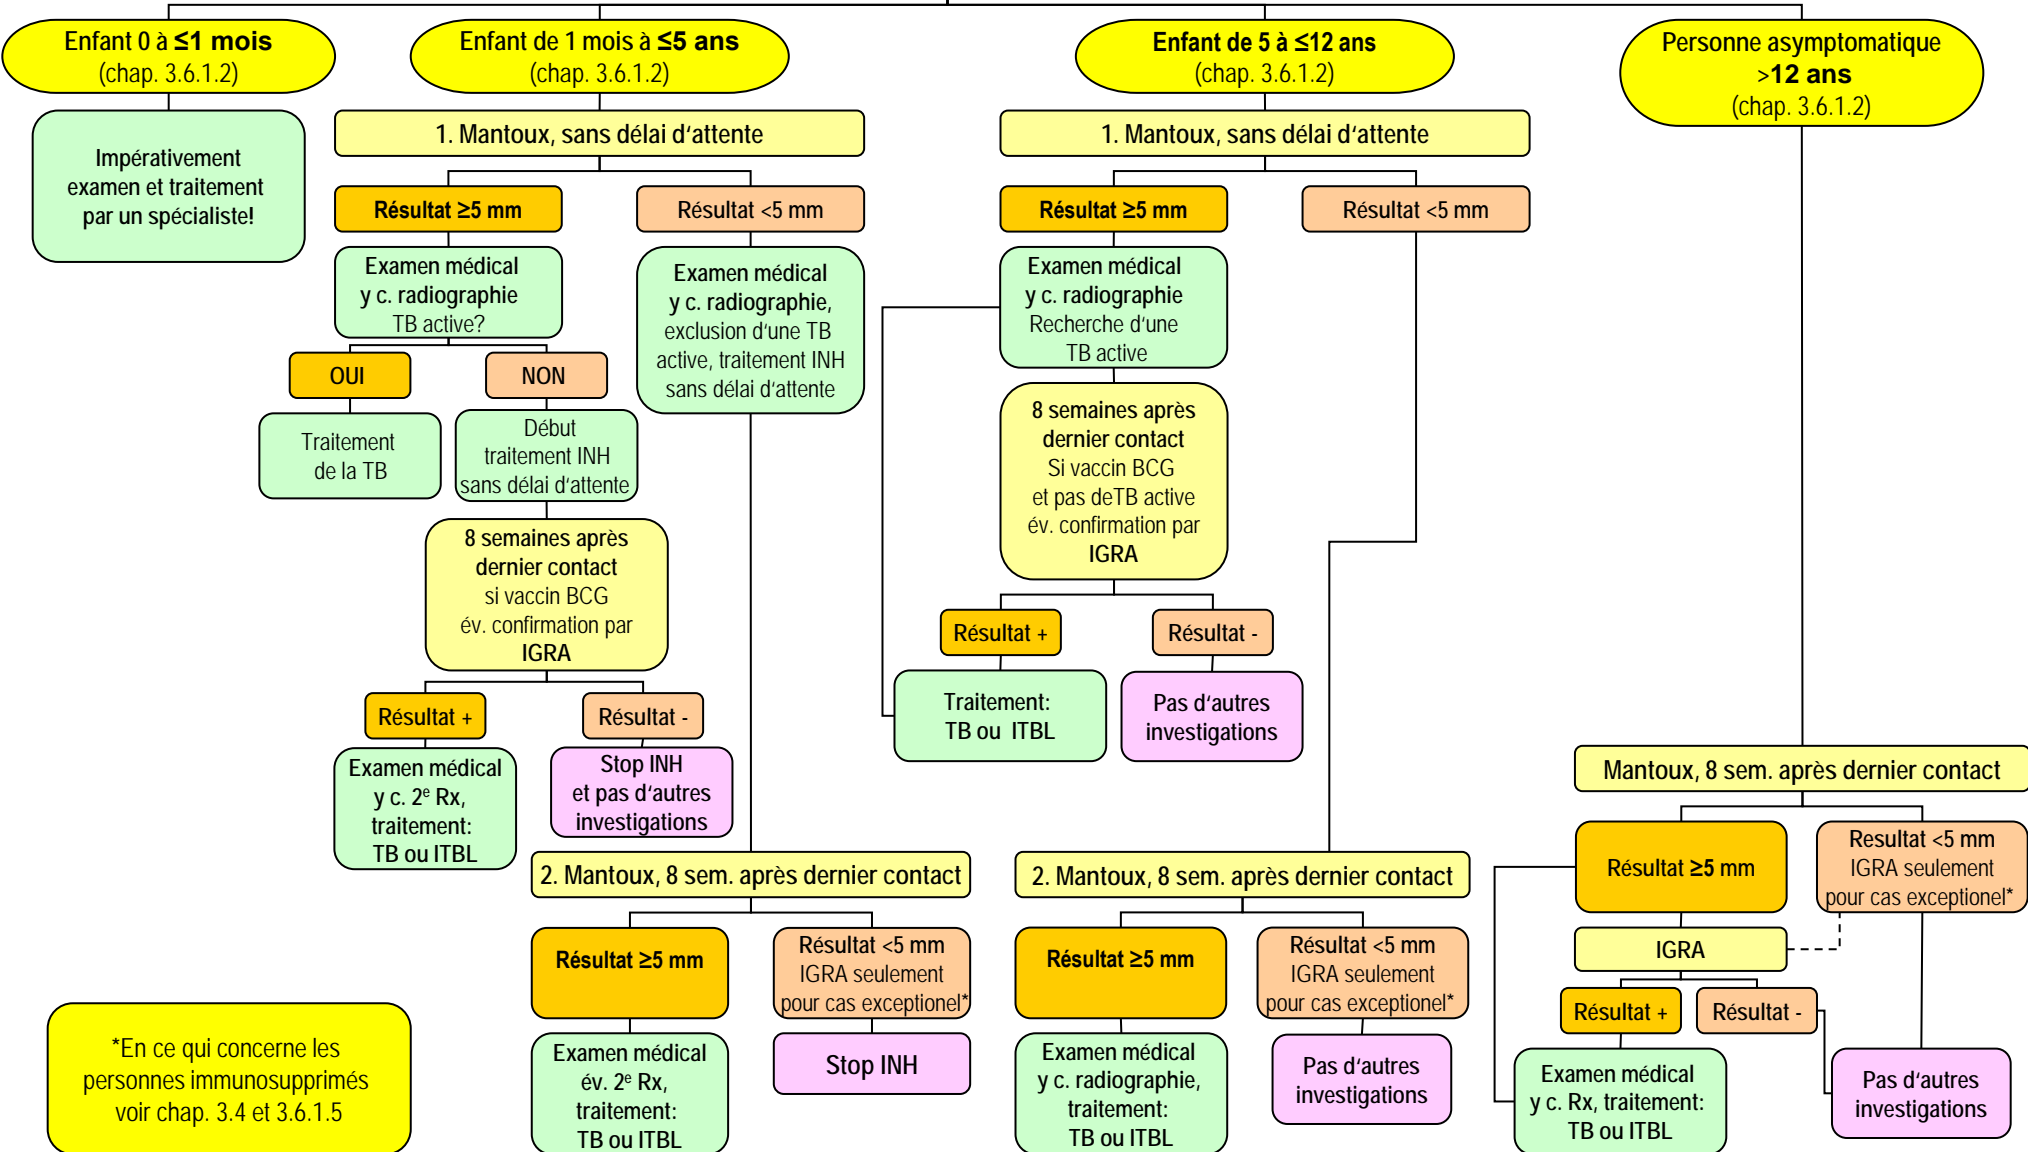 Enfant 0 à ≤1 mois
(chap. 3.6.1.2)
Impérativement
examen et traitement
par un spécialiste!
Enfant de 1 mois à ≤5 ans
(chap. 3.6.1.2)
1. Mantoux, sans délai d‘attente
Résultat ≥5 mm
Résultat <5 mm
Examen médical
y c. radiographie
TB active?
Examen médical
y c. radiographie,
exclusion d‘une TB
active, traitement INH
sans délai d‘attente
OUI
NON
Traitement
de la TB
Début
traitement INH
sans délai d‘attente
8 semaines après
dernier contact
si vaccin BCG
év. confirmation par
IGRA
Résultat +
Résultat -
Examen médical
y c. 2e Rx,
traitement:
TB ou ITBL
Stop INH
et pas d‘autres
investigations
2. Mantoux, 8 sem. après dernier contact
Résultat ≥5 mm
Résultat <5 mm
IGRA seulement
pour cas exceptionel*
Examen médical
év. 2e Rx,
traitement:
TB ou ITBL
Stop INH
Enfant de 5 à ≤12 ans
(chap. 3.6.1.2)
1. Mantoux, sans délai d‘attente
Résultat ≥5 mm
Résultat <5 mm
Examen médical
y c. radiographie
Recherche d‘une
TB active
8 semaines après
dernier contact
Si vaccin BCG
et pas deTB active
év. confirmation par
IGRA
Résultat +
Résultat -
Traitement:
TB ou ITBL
Pas d‘autres
investigations
2. Mantoux, 8 sem. après dernier contact
Résultat ≥5 mm
Résultat <5 mm
IGRA seulement
pour cas exceptionel*
Examen médical
y c. radiographie,
traitement:
TB ou ITBL
Pas d‘autres
investigations
Personne asymptomatique
>12 ans
(chap. 3.6.1.2)
Mantoux, 8 sem. après dernier contact
Résultat ≥5 mm
Resultat <5 mm
IGRA seulement
pour cas exceptionel*
IGRA
Résultat +
Résultat -
Examen médical
y c. Rx, traitement:
TB ou ITBL
Pas d‘autres
investigations
*En ce qui concerne les
personnes immunosupprimés
voir chap. 3.4 et 3.6.1.5